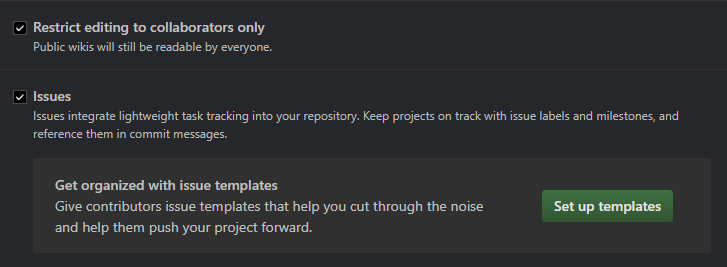 Restrict editing to collaborators only
Public wikis will still be readable by everyone.
Issues
Issues integrate lightweight task tracking into your repository. Keep projects on track with issue labels and milestones, and
reference them in commit messages.
Get organized with issue templates
Give contributors issue templates that help you cut through the noise
and help them push your project forward.
Set up templates